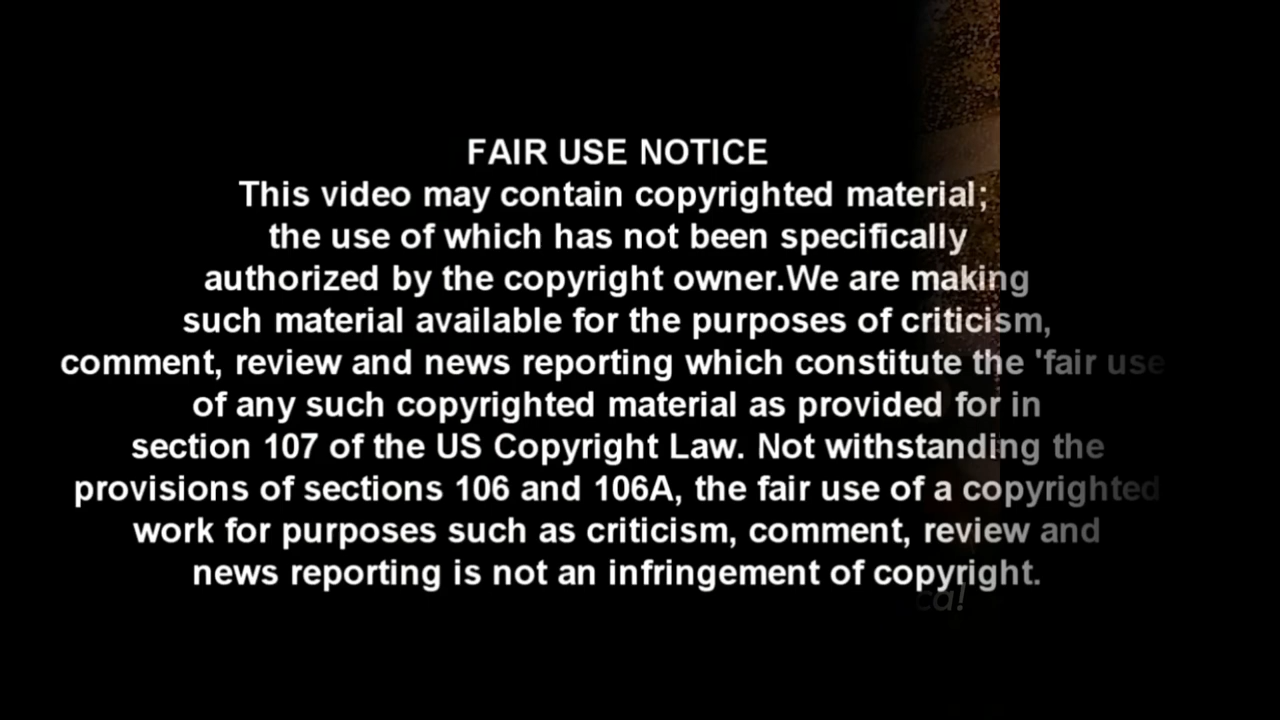 FAIR USE NOTICE
This video may contain copyrighted material;
the use of which has not been specifically
authorized by the copyright owner.We are making
such material available for the purposes of criticism,
comment, review and news reporting which constitute the 'fair use
of any such copyrighted material as provided for in
section 107 of the US Copyright Law. Not withstanding the
provisions of sections 106 and 106A, the fair use of a copyrighted
work for purposes such as criticism, comment, review and
news reporting is not an infringement of copyright.